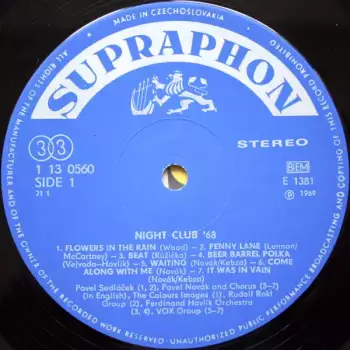 MADE IN CZECHOSLOVAKIA
ALL RIGHTS OF THE MANUFACTURER AND OF THE OWNER OF THE RECORDED WORK RESERVED · UNAUTHORIZED PUBLIC PERFORMANCE BROADCASTING AND COPYING OF THIS RECORD PROHIBITED
SUPRAPHON
33
STEREO
1 13 0560
SIDE 1
21 1
BEM
E 1381
℗ 1969
NIGHT CLUB '68
1. FLOWERS IN THE RAIN (Wood) – 2. PENNY LANE (Lennon/
McCartney) – 3. BEAT (Růžička) – 4. BEER BARREL POLKA
(Vejvoda-Havlík) – 5. WAITING (Novák/Kebza) – 6. COME
ALONG WITH ME (Novák) – 7. IT WAS IN VAIN
(Novák/Kebza)
Pavel Sedláček (1, 2), Pavel Novák and Chorus (5–7)
(in English), The Colours Images (1), Rudolf Rokl
Group (2), Ferdinand Havlík Orchestra
(3, 4), VOX Group (5–7)